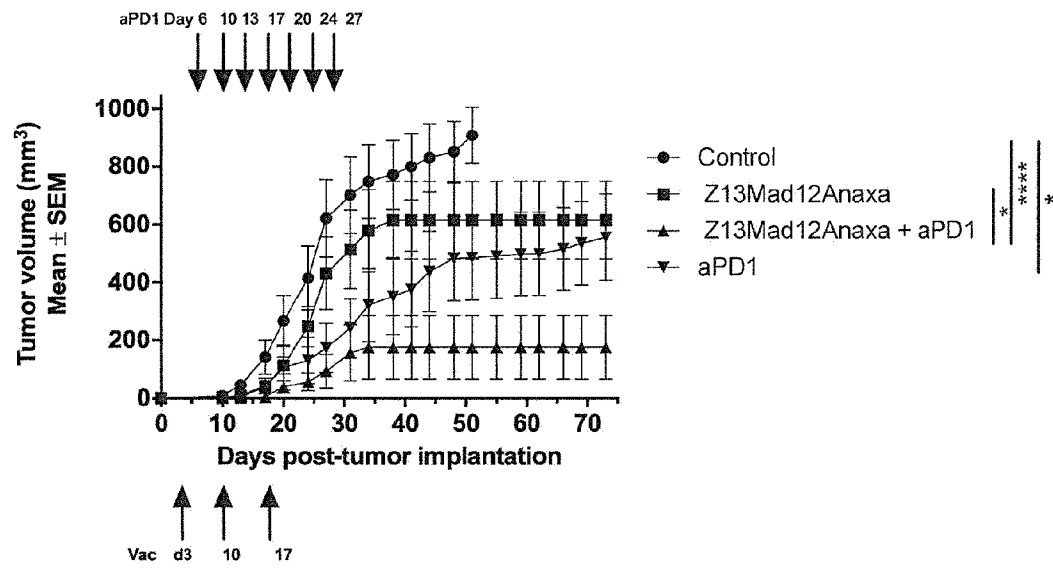 aPD1 Day 6 10 13 17 20 24 27
Tumor volume (mm³)
Mean ± SEM
1000
800
600
400
200
0
0 10 20 30 40 50 60 70
Days post-tumor implantation
Vac d3 10 17
Control
Z13Mad12Anaxa
Z13Mad12Anaxa + aPD1
aPD1
*
****
*